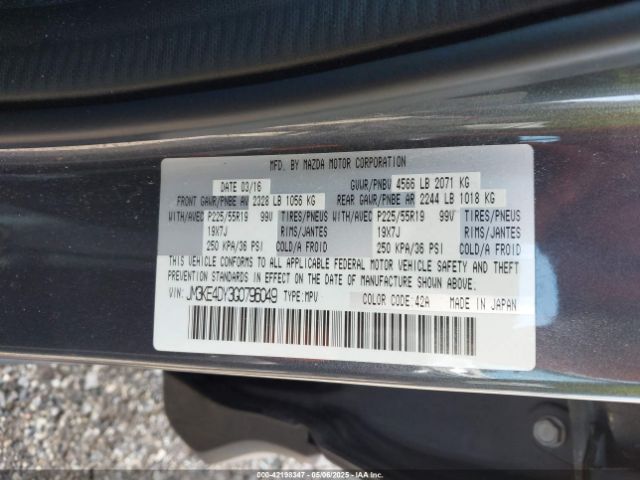 MFD. BY MAZDA MOTOR CORPORATION
DATE 03/16 GVWR/PNBV 4566 LB 2071 KG
FRONT GAWR/PNBE AV 2328 LB 1056 KG REAR GAWR/PNBE AR 2244 LB 1018 KG
WITH/AVEC P225/55R19 99V TIRES/PNEUS WITH/AVEC P225/55R19 99V TIRES/PNEUS
19X7J RIMS/JANTES 19X7J RIMS/JANTES
250 KPA/36 PSI COLD/A FROID 250 KPA/36 PSI COLD/A FROID
THIS VEHICLE CONFORMS TO ALL APPLICABLE FEDERAL MOTOR VEHICLE SAFETY AND THEFT
PREVENTION STANDARDS IN EFFECT ON THE DATE OF MANUFACTURE SHOWN ABOVE.
VIN: JM3KE4DY3G0796049 TYPE:MPV COLOR CODE:42A MADE IN JAPAN
000-42198347 - 05/06/2025 - IAAI.COM